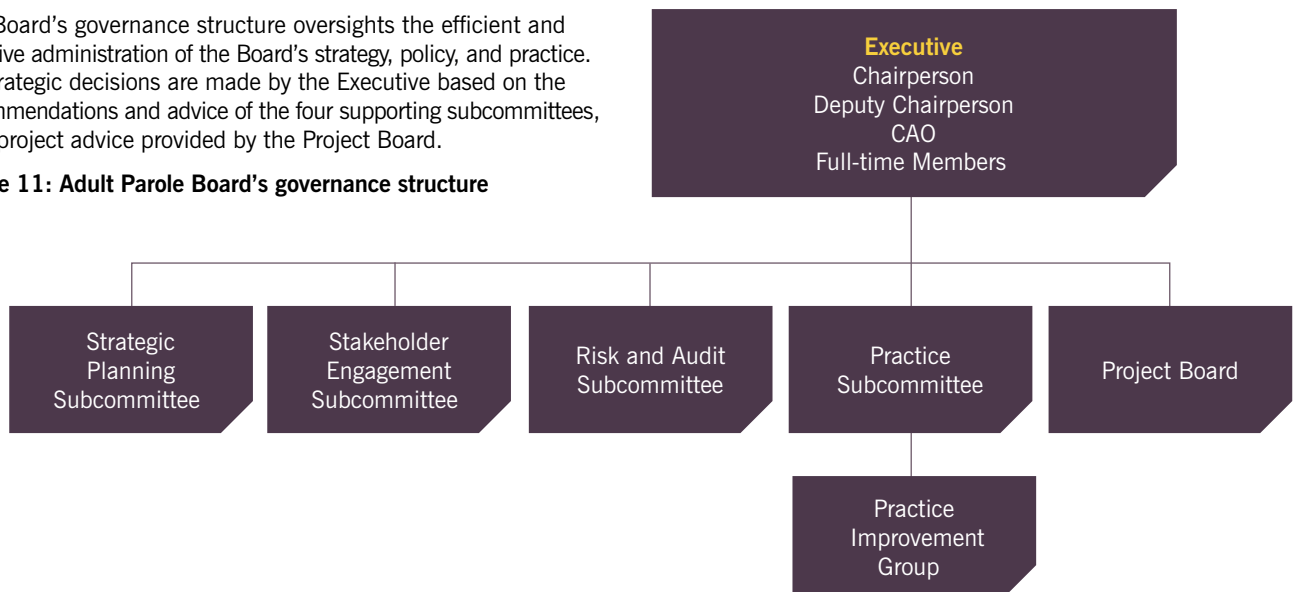 Board’s governance structure oversights the efficient and
ive administration of the Board’s strategy, policy, and practice.
rategic decisions are made by the Executive based on the
mmendations and advice of the four supporting subcommittees,
project advice provided by the Project Board.
e 11: Adult Parole Board’s governance structure
Executive
Chairperson
Deputy Chairperson
CAO
Full-time Members
Strategic
Planning
Subcommittee
Stakeholder
Engagement
Subcommittee
Risk and Audit
Subcommittee
Practice
Subcommittee
Project Board
Practice
Improvement
Group